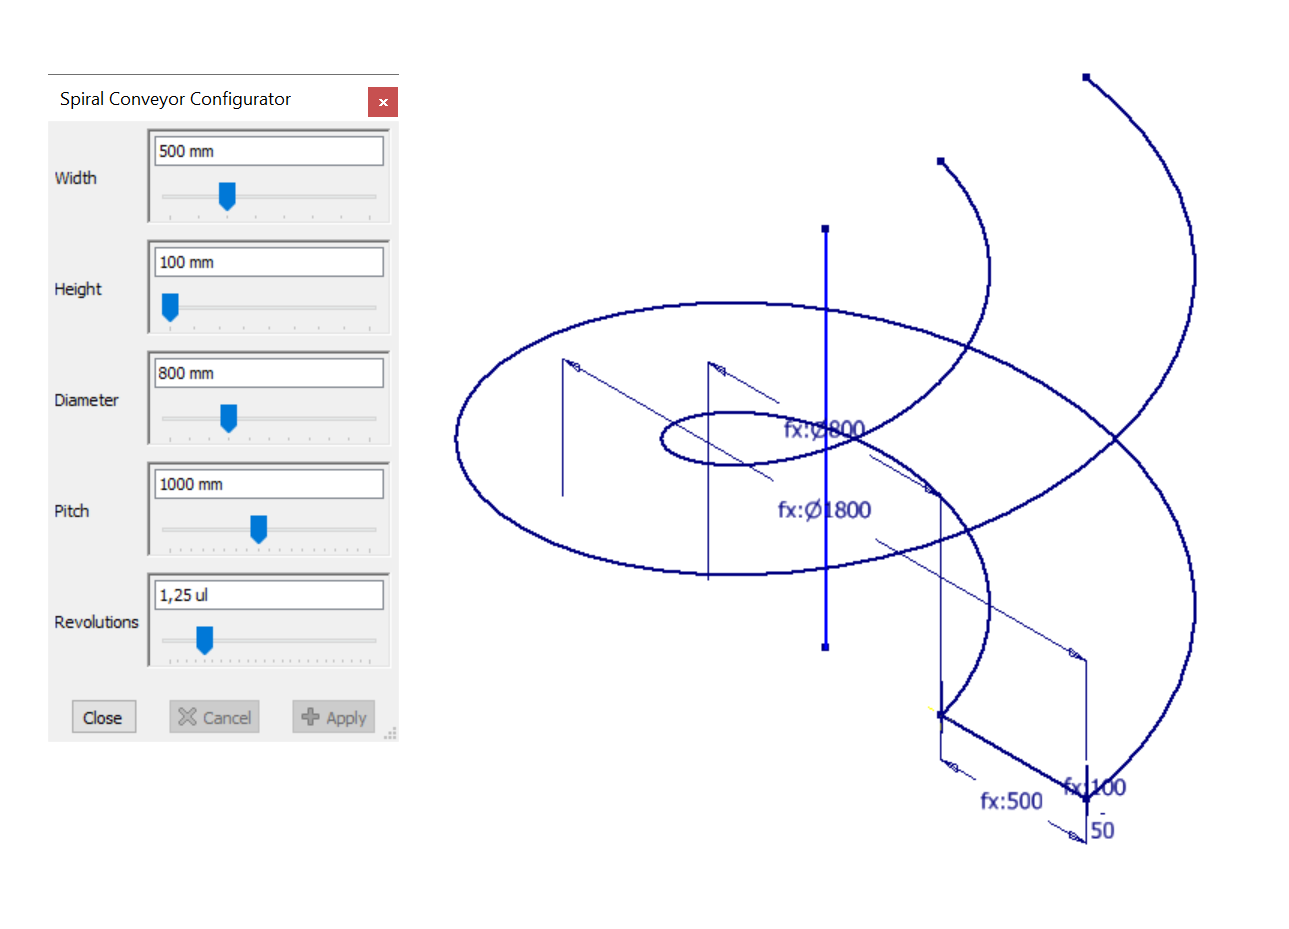 Spiral Conveyor Configurator
Width
500 mm
Height
100 mm
Diameter
800 mm
Pitch
1000 mm
Revolutions
1,25 ul
Close
Cancel
Apply
fx:Ø800
fx:Ø1800
fx:500
fx:100
-
50